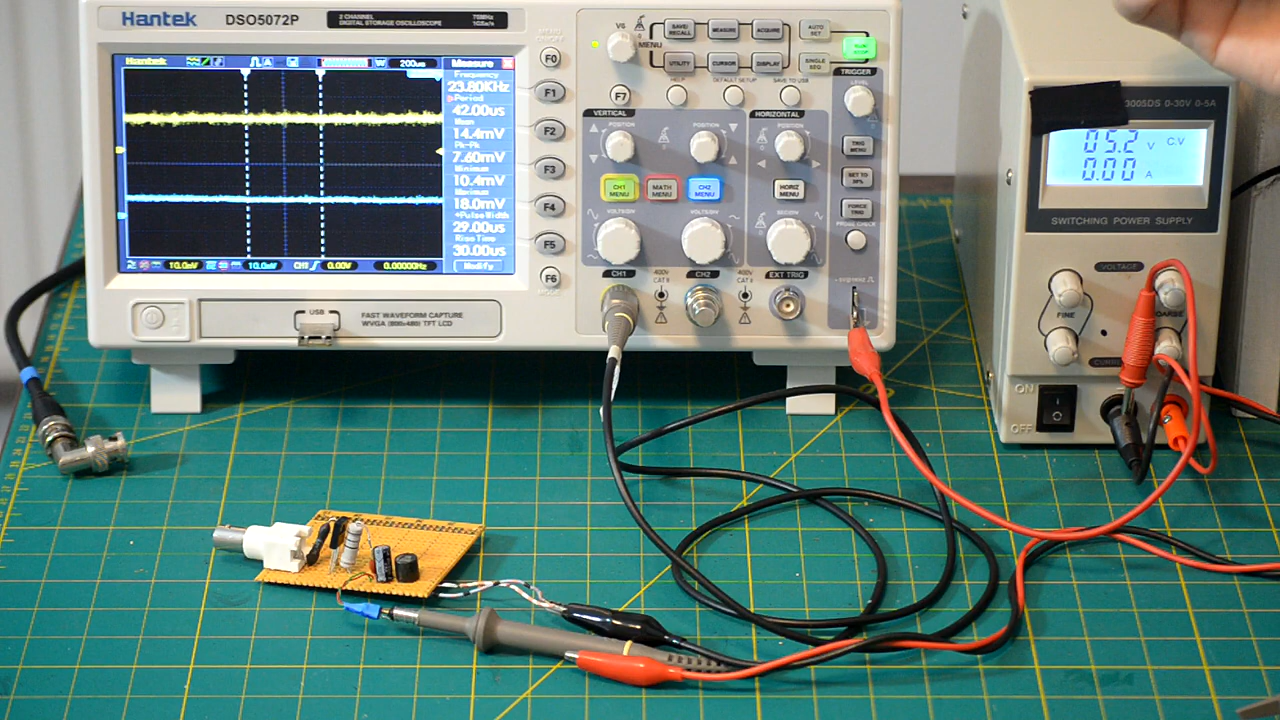 Hantek
DSO5072P
2 CHANNEL
DIGITAL STORAGE OSCILLOSCOPE
Hantek
200us
Measure
Frequency
23.80KHz
Period
42.00us
Mean
14.4mV
Pk-Pk
7.60mV
Minimum
10.4mV
Maximum
18.0mV
+Pulse Width
29.00us
Rise Time
30.00us
Modify
10.0mV
10.0mV
CH1
0.00V
0.00000Hz
F0
F1
F2
F3
F4
F5
F6
F7
V0
MENU
SAVE/
RECALL
MEASURE
ACQUIRE
UTILITY
CURSOR
DISPLAY
AUTO
SET
RUN
STOP
SINGLE
SEQ
HELP
DEFAULT SETUP
SAVE TO USB
TRIGGER
LEVEL
TRIG
MENU
SET TO
50%
FORCE
TRIG
PROBE CHECK
VERTICAL
HORIZONTAL
POSITION
POSITION
POSITION
CH1
MENU
MATH
MENU
CH2
MENU
HORIZ
MENU
VOLTS/DIV
VOLTS/DIV
SEC/DIV
CH1
400V
CAT II
CH2
400V
CAT II
EXT TRIG
USB
FAST WAVEFORM CAPTURE
WVGA (800x480) TFT LCD
3005DS 0-30V 0-5A
05.2 V C.V
0.00 A
SWITCHING POWER SUPPLY
VOLTAGE
FINE
COARSE
ON
OFF